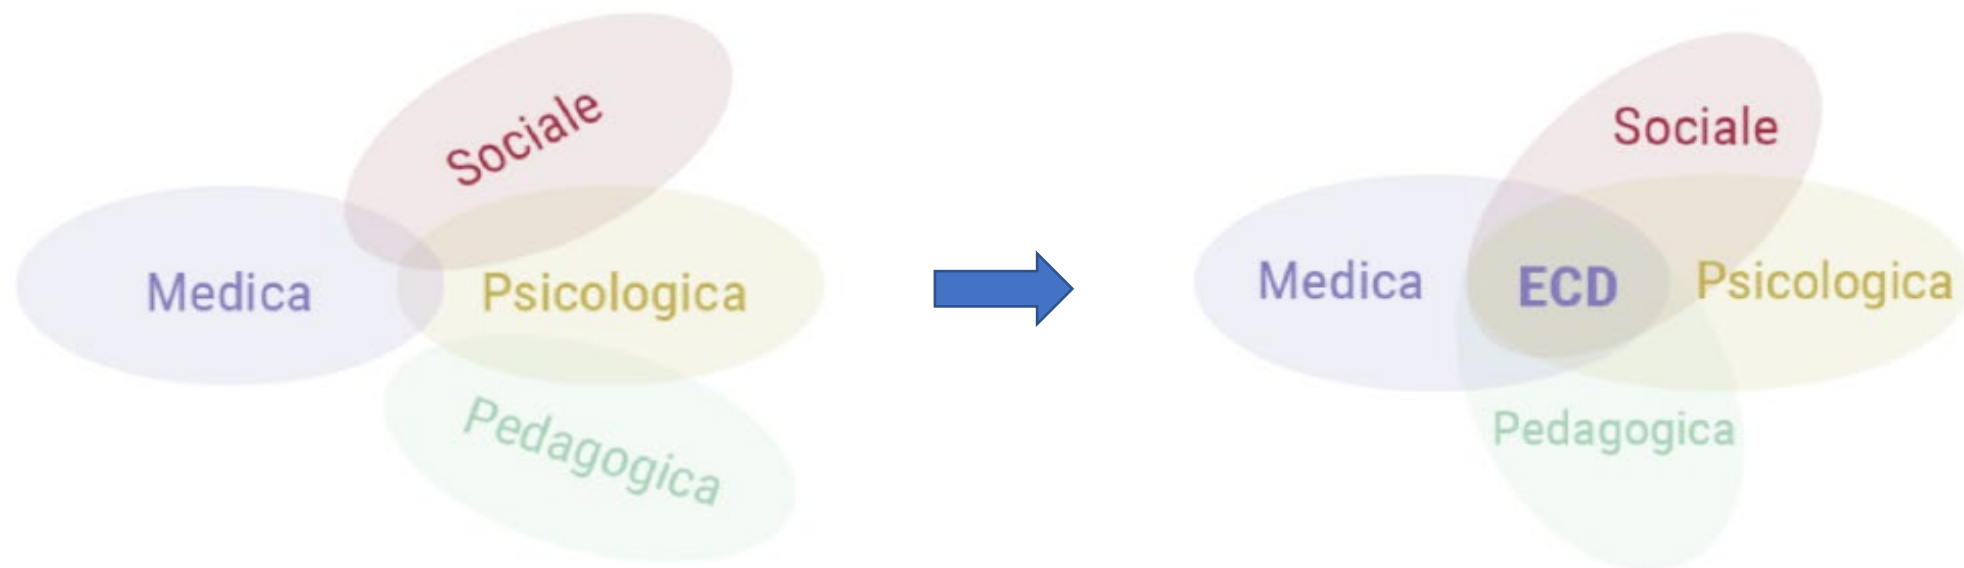 Sociale
Medica
Psicologica
Pedagogica
Sociale
Medica
ECD
Psicologica
Pedagogica